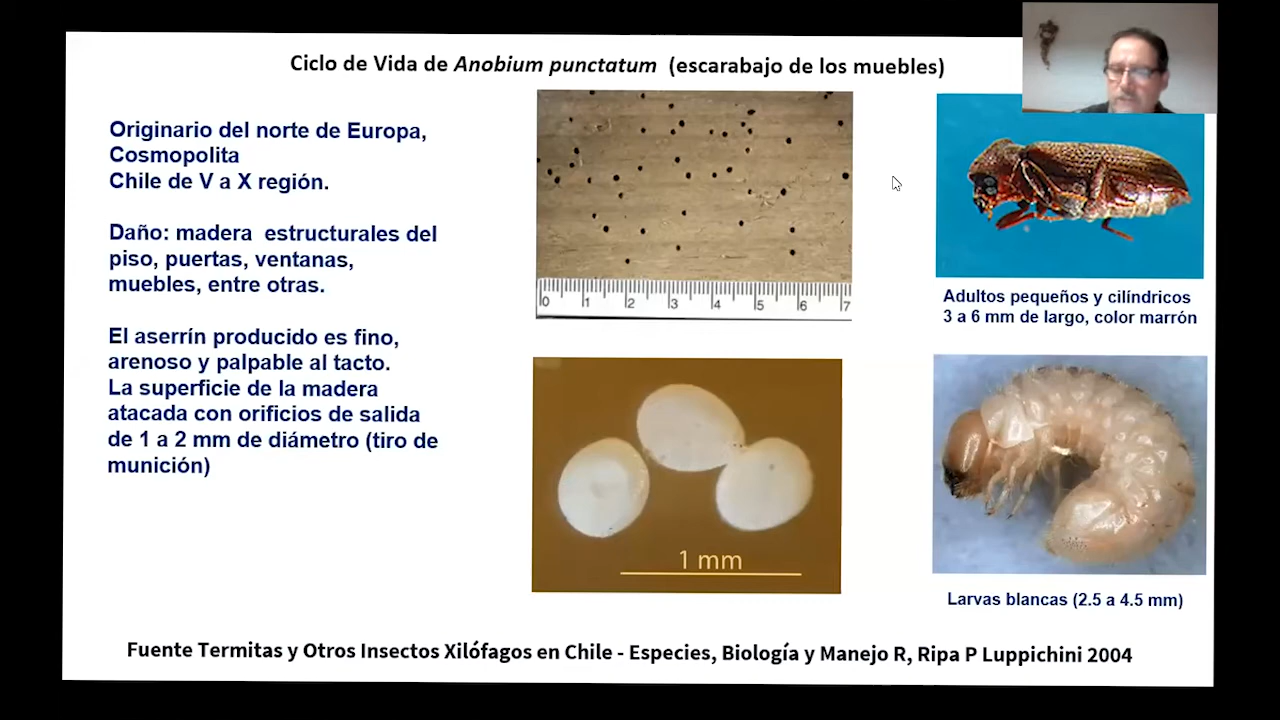 Ciclo de Vida de Anobium punctatum (escarabajo de los muebles)
Originario del norte de Europa,
Cosmopolita
Chile de V a X región.
Daño: madera estructurales del
piso, puertas, ventanas,
muebles, entre otras.
El aserrín producido es fino,
arenoso y palpable al tacto.
La superficie de la madera
atacada con orificios de salida
de 1 a 2 mm de diámetro (tiro de
munición)
0 1 2 3 4 5 6 7
Adultos pequeños y cilíndricos
3 a 6 mm de largo, color marrón
1 mm
Larvas blancas (2.5 a 4.5 mm)
Fuente Termitas y Otros Insectos Xilófagos en Chile - Especies, Biología y Manejo R, Ripa P Luppichini 2004